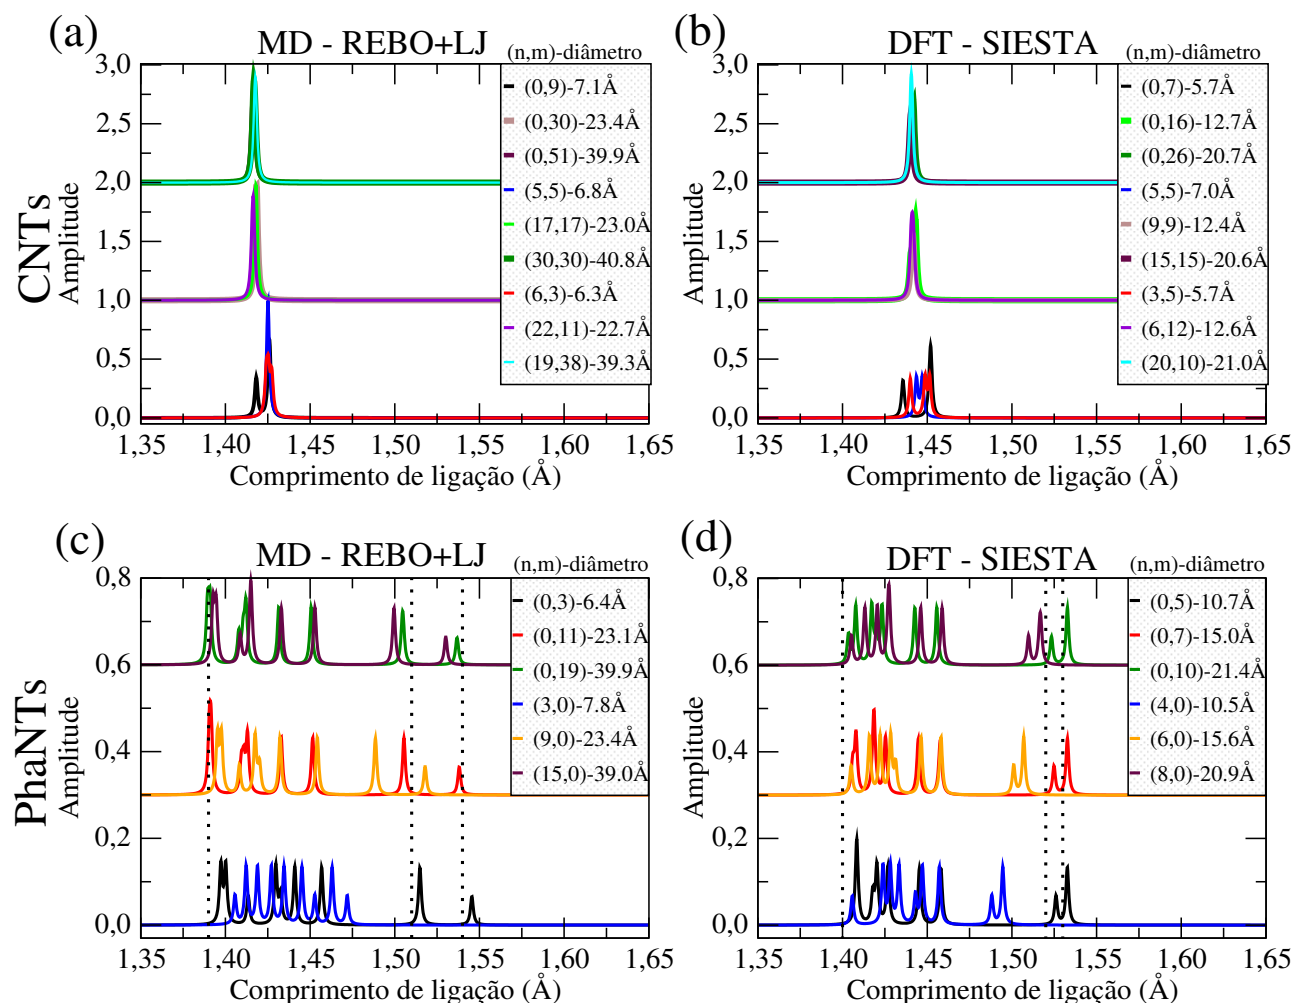 (a)
MD - REBO+LJ
(n,m)-diâmetro
3,0
2,5
2,0
1,5
1,0
0,5
0,0
CNTs
Amplitude
(0,9)-7.1Å
(0,30)-23.4Å
(0,51)-39.9Å
(5,5)-6.8Å
(17,17)-23.0Å
(30,30)-40.8Å
(6,3)-6.3Å
(22,11)-22.7Å
(19,38)-39.3Å
1,35 1,40 1,45 1,50 1,55 1,60 1,65
Comprimento de ligação (Å)
(b)
DFT - SIESTA
(n,m)-diâmetro
3,0
2,5
2,0
1,5
1,0
0,5
0,0
Amplitude
(0,7)-5.7Å
(0,16)-12.7Å
(0,26)-20.7Å
(5,5)-7.0Å
(9,9)-12.4Å
(15,15)-20.6Å
(3,5)-5.7Å
(6,12)-12.6Å
(20,10)-21.0Å
1,35 1,40 1,45 1,50 1,55 1,60 1,65
Comprimento de ligação (Å)
(c)
MD - REBO+LJ
(n,m)-diâmetro
0,8
0,6
0,4
0,2
0,0
PhaNTs
Amplitude
(0,3)-6.4Å
(0,11)-23.1Å
(0,19)-39.9Å
(3,0)-7.8Å
(9,0)-23.4Å
(15,0)-39.0Å
1,35 1,40 1,45 1,50 1,55 1,60 1,65
Comprimento de ligação (Å)
(d)
DFT - SIESTA
(n,m)-diâmetro
0,8
0,6
0,4
0,2
0,0
Amplitude
(0,5)-10.7Å
(0,7)-15.0Å
(0,10)-21.4Å
(4,0)-10.5Å
(6,0)-15.6Å
(8,0)-20.9Å
1,35 1,40 1,45 1,50 1,55 1,60 1,65
Comprimento de ligação (Å)